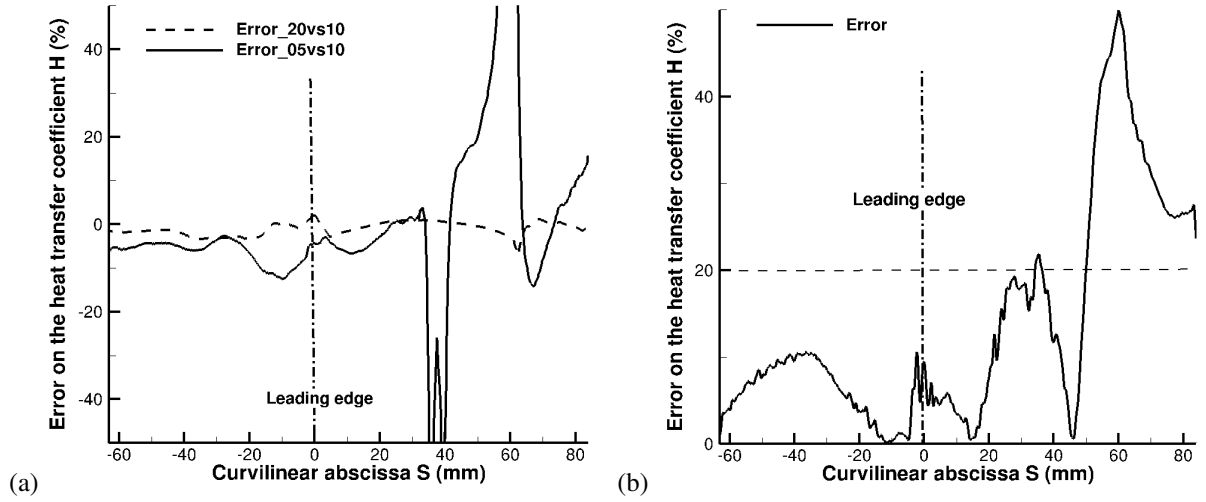 Error on the heat transfer coefficient H (%)
40
20
0
-20
-40
Error_20vs10
Error_05vs10
Leading edge
-60 -40 -20 0 20 40 60 80
Curvilinear abscissa S (mm)
(a)
Error on the heat transfer coefficient H (%)
40
20
0
Error
Leading edge
-60 -40 -20 0 20 40 60 80
Curvilinear abscissa S (mm)
(b)